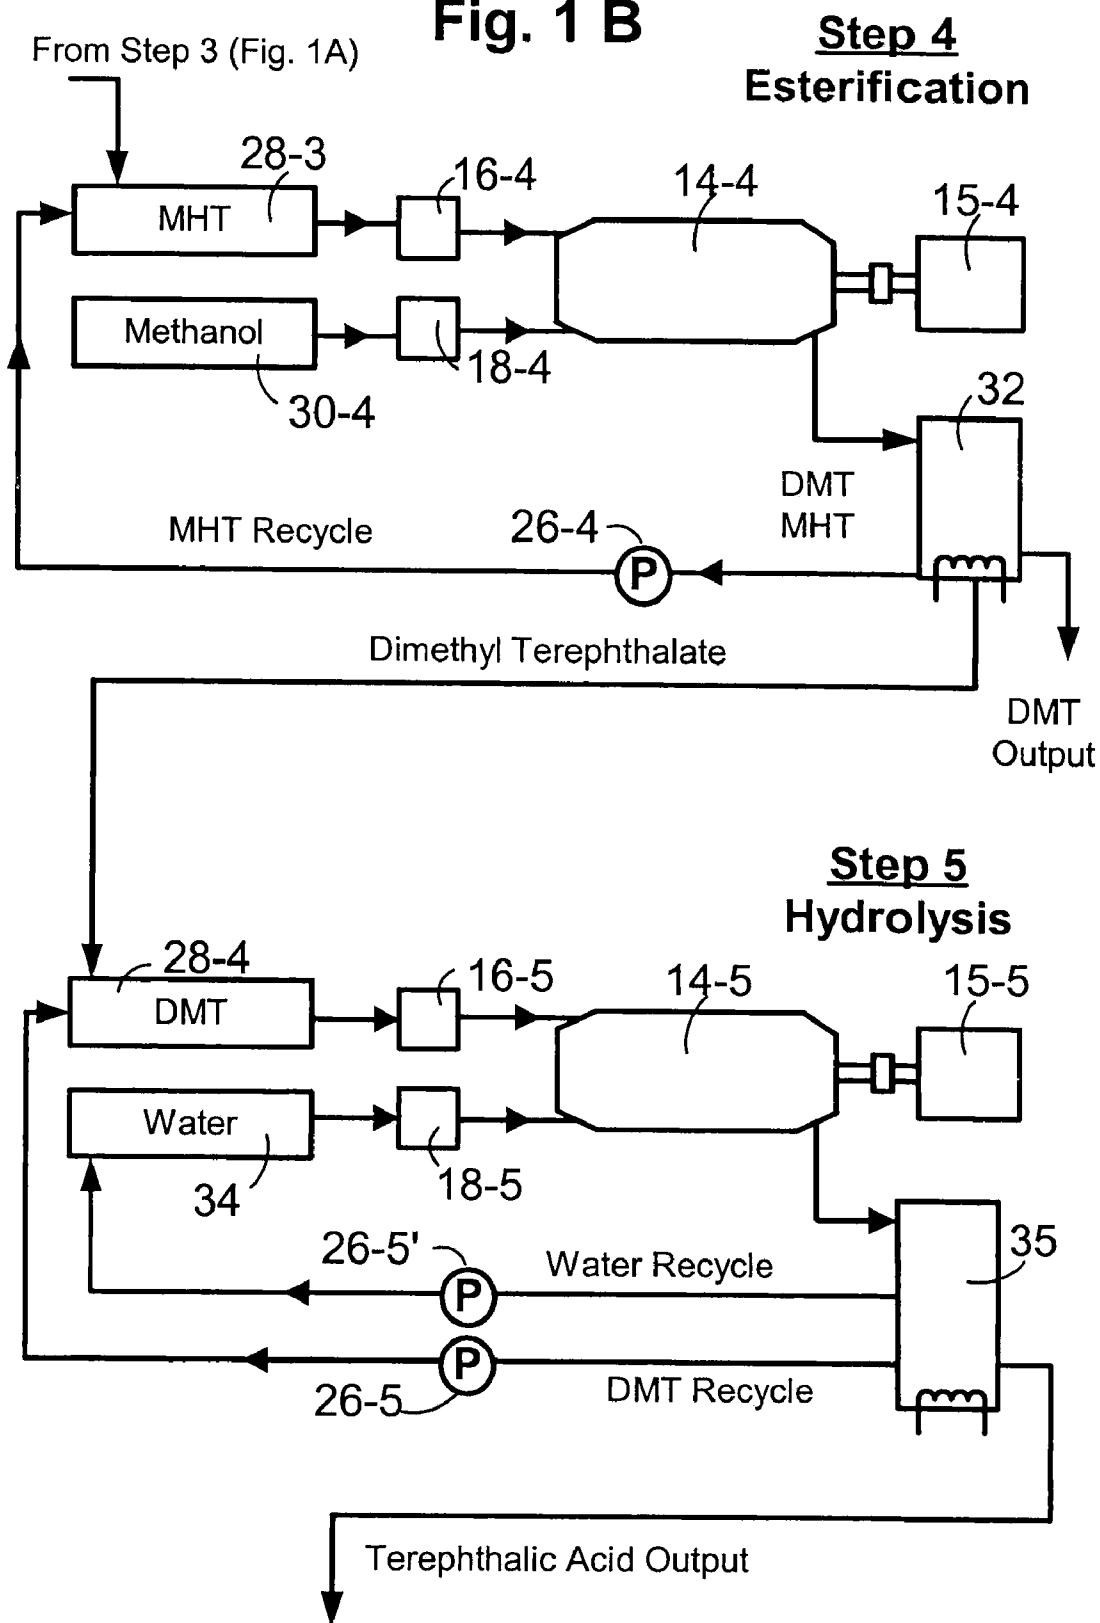 Fig. 1 B
From Step 3 (Fig. 1A)
Step 4
Esterification
28-3
16-4
14-4
15-4
MHT
Methanol
18-4
30-4
32
DMT
MHT
MHT Recycle
26-4
P
Dimethyl Terephthalate
DMT
Output
Step 5
Hydrolysis
28-4
16-5
14-5
15-5
DMT
Water
34
18-5
35
26-5'
P
Water Recycle
P
26-5
DMT Recycle
Terephthalic Acid Output